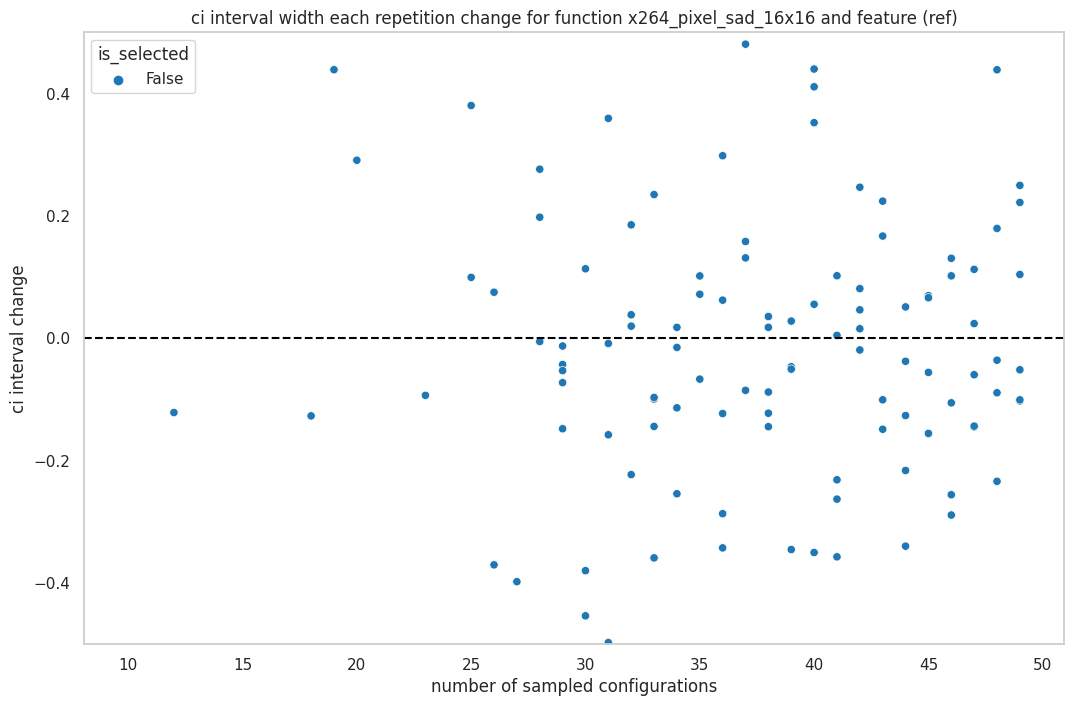 ci interval width each repetition change for function x264_pixel_sad_16x16 and feature (ref)
is_selected
False
ci interval change
0.4
0.2
0.0
−0.2
−0.4
10 15 20 25 30 35 40 45 50
number of sampled configurations